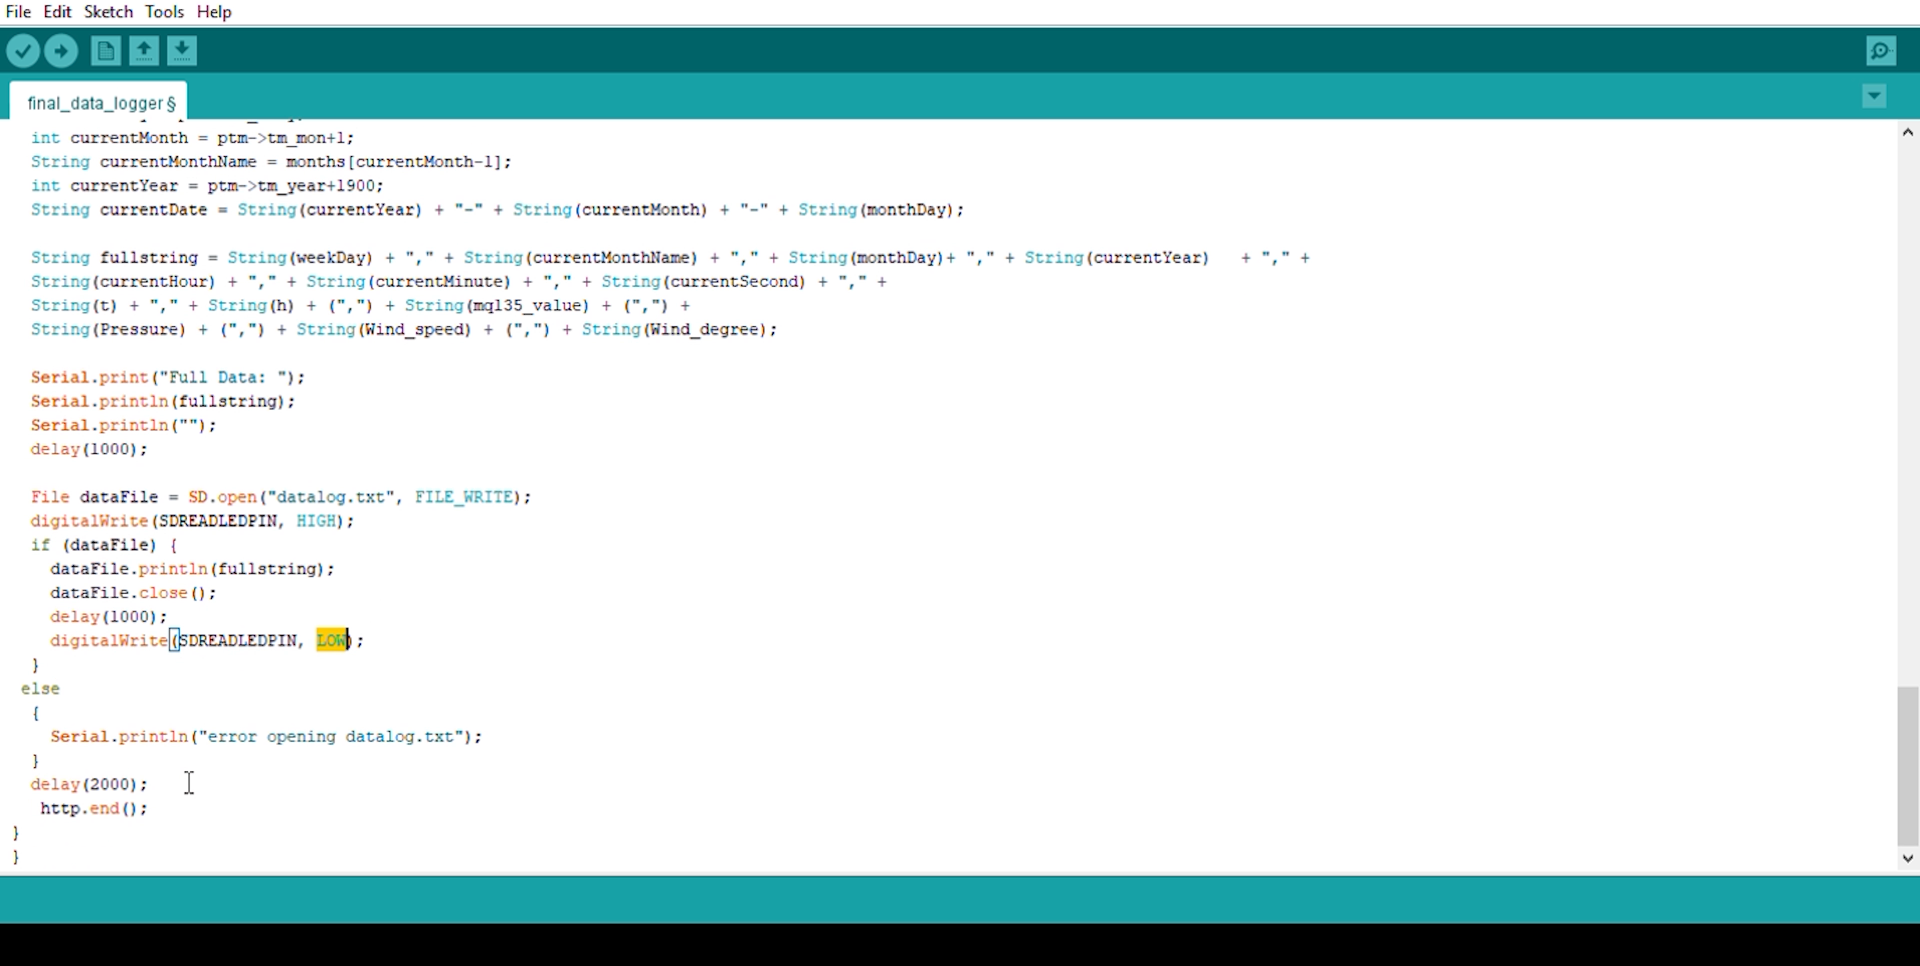 File Edit Sketch Tools Help
final_data_logger §
int currentMonth = ptm->tm_mon+1;
String currentMonthName = months[currentMonth-1];
int currentYear = ptm->tm_year+1900;
String currentDate = String(currentYear) + "-" + String(currentMonth) + "-" + String(monthDay);
String fullstring = String(weekDay) + "," + String(currentMonthName) + "," + String(monthDay)+ "," + String(currentYear)   + "," +
String(currentHour) + "," + String(currentMinute) + "," + String(currentSecond) + "," +
String(t) + "," + String(h) + (",") + String(mq135_value) + (",") +
String(Pressure) + (",") + String(Wind_speed) + (",") + String(Wind_degree);
Serial.print("Full Data: ");
Serial.println(fullstring);
Serial.println("");
delay(1000);
File dataFile = SD.open("datalog.txt", FILE_WRITE);
digitalWrite(SDREADLEDPIN, HIGH);
if (dataFile) {
dataFile.println(fullstring);
dataFile.close();
delay(1000);
digitalWrite(SDREADLEDPIN, LOW);
}
else
{
Serial.println("error opening datalog.txt");
}
delay(2000);
http.end();
}
}